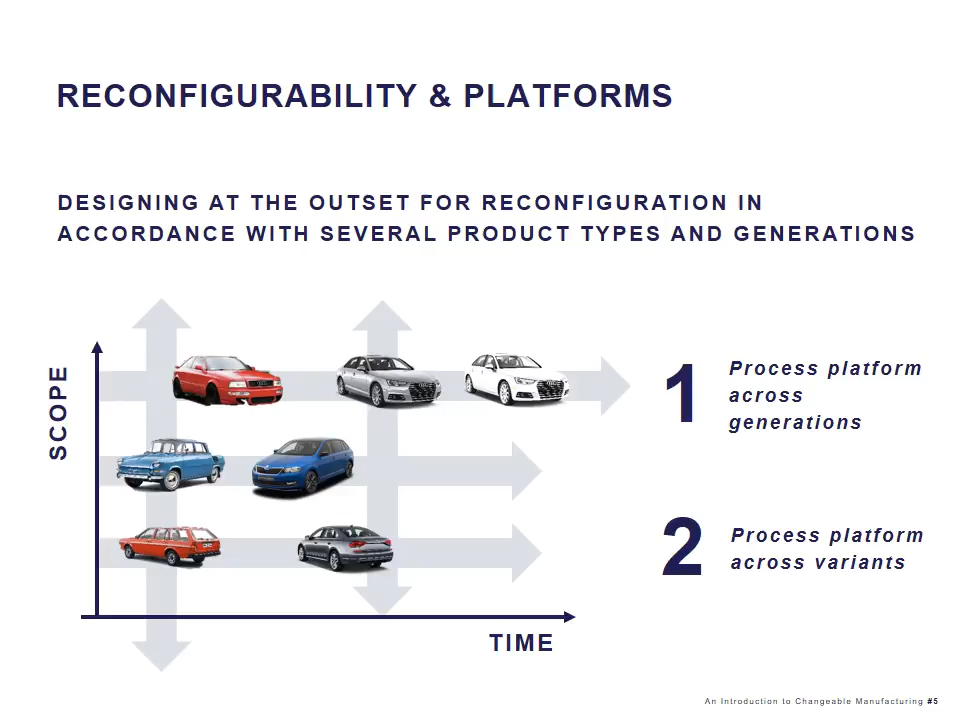 RECONFIGURABILITY & PLATFORMS
DESIGNING AT THE OUTSET FOR RECONFIGURATION IN
ACCORDANCE WITH SEVERAL PRODUCT TYPES AND GENERATIONS
SCOPE
1
Process platform
across
generations
2
Process platform
across variants
TIME
An Introduction to Changeable Manufacturing #5